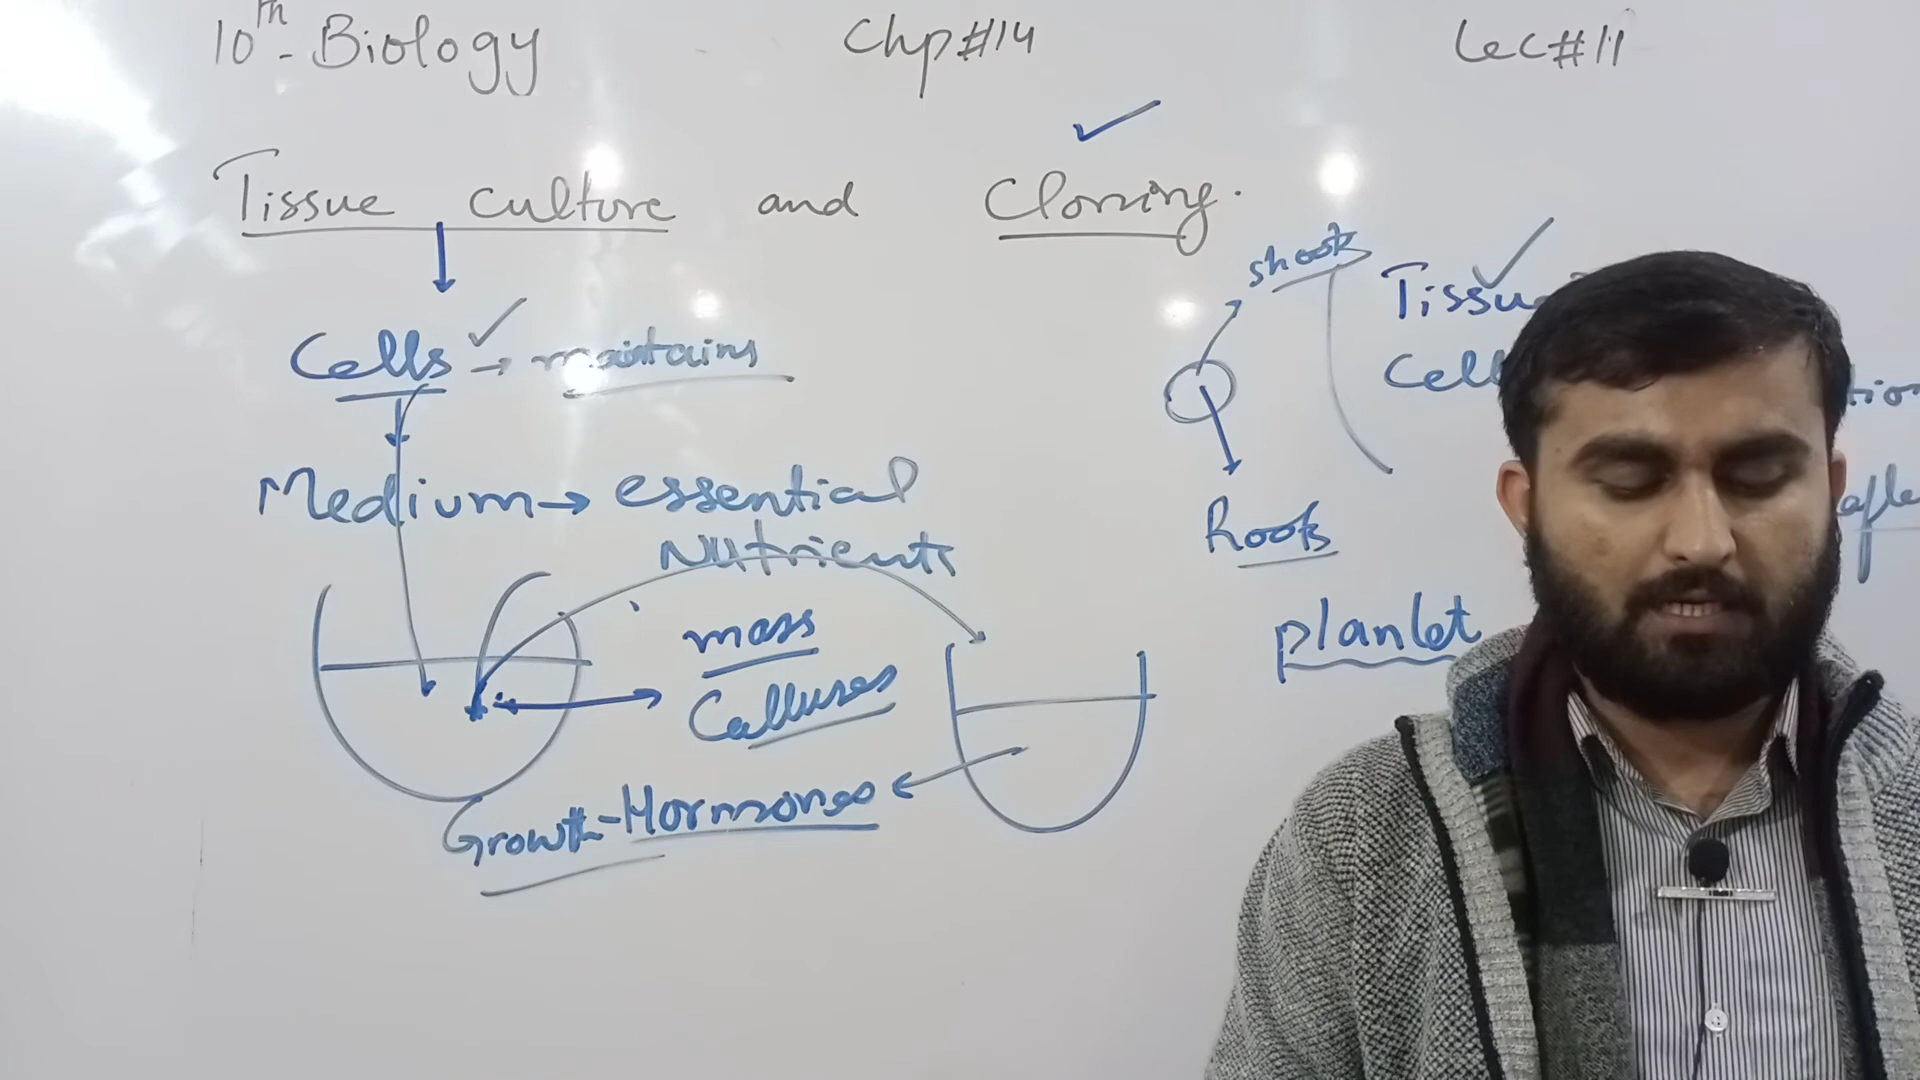 10th - Biology Chp#14 Lec#11
Tissue culture and Cloning.
Cells → maintains
Medium → essential
Nutrients
mass
Calluses
Growth-Hormones
shoots
Roots
planlet
Tissu
Cell